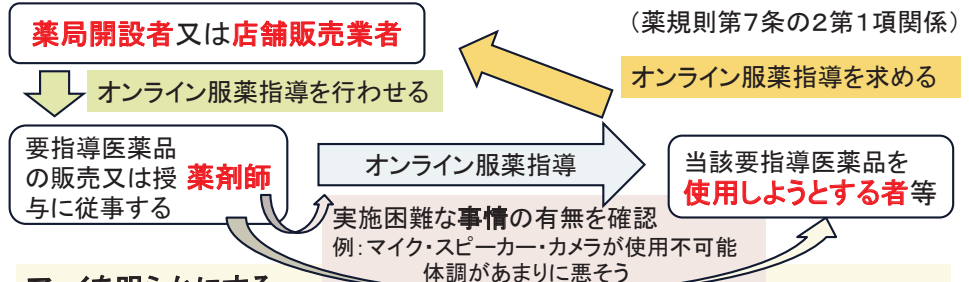 (薬規則第7条の2第1項関係)
薬局開設者又は店舗販売業者
オンライン服薬指導を求める
オンライン服薬指導を行わせる
要指導医薬品
の販売又は授
与に従事する
薬剤師
オンライン服薬指導
当該要指導医薬品を
使用しようとする者等
実施困難な事情の有無を確認
例:マイク・スピーカー・カメラが使用不可能
体調があまりに悪そう
を明らかにする